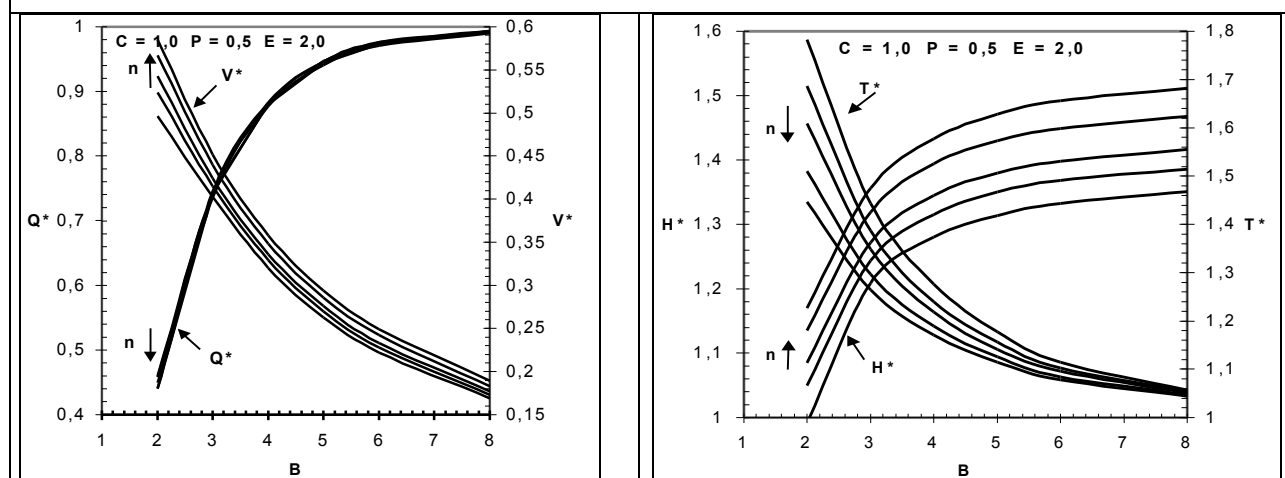 C = 1,0 P = 0,5 E = 2,0
1
0,9
0,8
0,7
0,6
0,5
0,4
Q*
n
V*
n
Q*
0,6
0,55
0,5
0,45
0,4
0,35
0,3
0,25
0,2
0,15
V*
1 2 3 4 5 6 7 8
B
C = 1,0 P = 0,5 E = 2,0
1,6
1,5
1,4
1,3
1,2
1,1
1
H*
T*
n
n
H*
1,8
1,7
1,6
1,5
1,4
1,3
1,2
1,1
1
T*
1 2 3 4 5 6 7 8
B